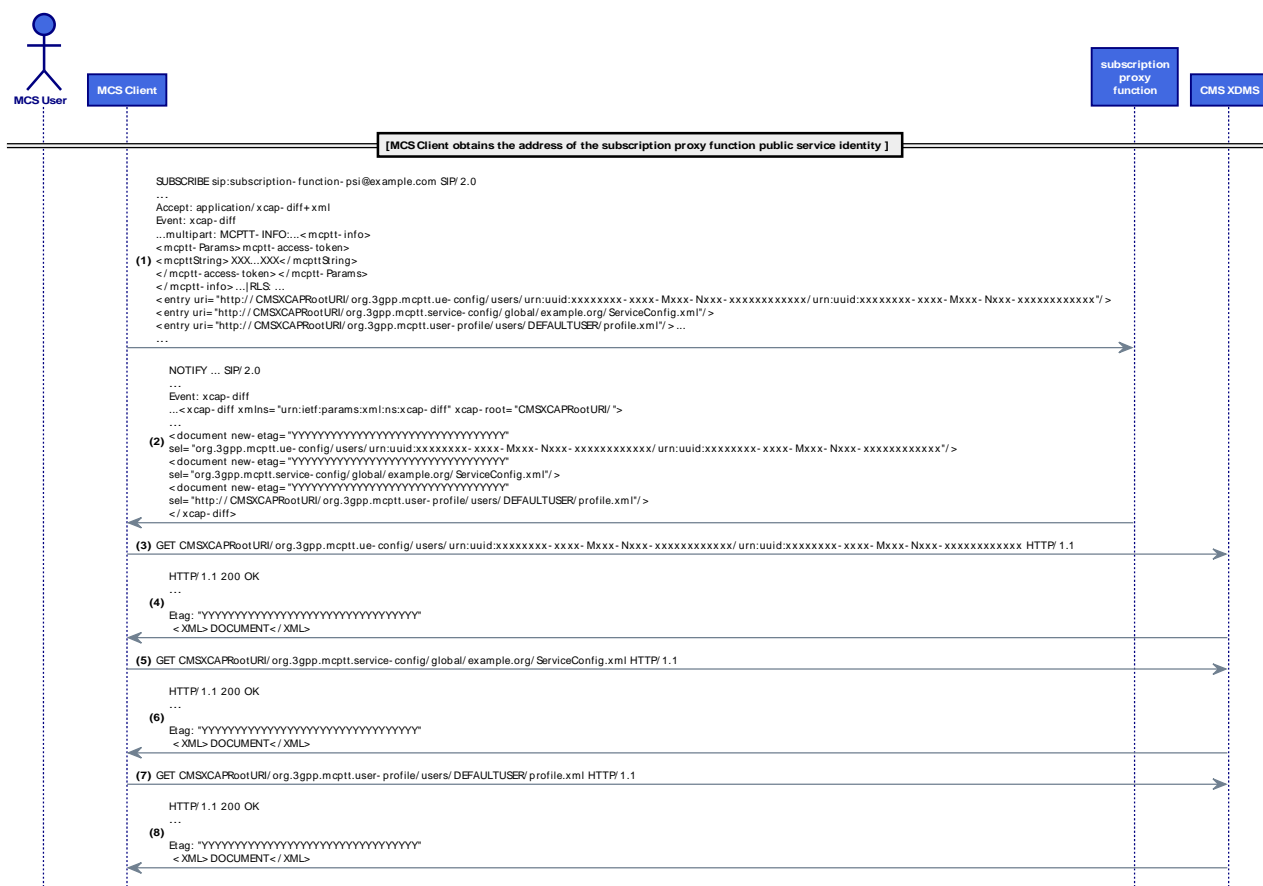 MCS User
MCS Client
subscription
proxy
function
CMS XDMS
[MCS Client obtains the address of the subscription proxy function public service identity ]
SUBSCRIBE sip:subscription-function-psi@example.com SIP/2.0
...
Accept: application/xcap-diff+xml
Event: xcap-diff
...multipart: MCPTT-INFO:...<mcptt-info>
<mcptt-Params>mcptt-access-token>
(1) <mcpttString>XXX...XXX</mcpttString>
</mcptt-access-token></mcptt-Params>
</mcptt-info>...|RLS: ...
<entry uri="http://CMSXCAPRootURI/org.3gpp.mcptt.ue-config/users/urn:uuid:xxxxxxxx-xxxx-Mxxx-Nxxx-xxxxxxxxxxxx/urn:uuid:xxxxxxxx-xxxx-Mxxx-Nxxx-xxxxxxxxxxxx"/>
<entry uri="http://CMSXCAPRootURI/org.3gpp.mcptt.service-config/global/example.org/ServiceConfig.xml"/>
<entry uri="http://CMSXCAPRootURI/org.3gpp.mcptt.user-profile/users/DEFAULTUSER/profile.xml"/>...
...
NOTIFY ... SIP/2.0
...
Event: xcap-diff
...<xcap-diff xmlns="urn:ietf:params:xml:ns:xcap-diff" xcap-root="CMSXCAPRootURI/">
...
<document new-etag="YYYYYYYYYYYYYYYYYYYYYYYYYYYYYYYYY"
(2) sel="org.3gpp.mcptt.ue-config/users/urn:uuid:xxxxxxxx-xxxx-Mxxx-Nxxx-xxxxxxxxxxxx/urn:uuid:xxxxxxxx-xxxx-Mxxx-Nxxx-xxxxxxxxxxxx"/>
<document new-etag="YYYYYYYYYYYYYYYYYYYYYYYYYYYYYYYYY"
sel="org.3gpp.mcptt.service-config/global/example.org/ServiceConfig.xml"/>
<document new-etag="YYYYYYYYYYYYYYYYYYYYYYYYYYYYYYYYY"
sel="http://CMSXCAPRootURI/org.3gpp.mcptt.user-profile/users/DEFAULTUSER/profile.xml"/>
</xcap-diff>
(3) GET CMSXCAPRootURI/org.3gpp.mcptt.ue-config/users/urn:uuid:xxxxxxxx-xxxx-Mxxx-Nxxx-xxxxxxxxxxxx/urn:uuid:xxxxxxxx-xxxx-Mxxx-Nxxx-xxxxxxxxxxxx HTTP/1.1
HTTP/1.1 200 OK
...
(4)
Etag: "YYYYYYYYYYYYYYYYYYYYYYYYYYYYYYYYY"
<XML>DOCUMENT</XML>
(5) GET CMSXCAPRootURI/org.3gpp.mcptt.service-config/global/example.org/ServiceConfig.xml HTTP/1.1
HTTP/1.1 200 OK
...
(6)
Etag: "YYYYYYYYYYYYYYYYYYYYYYYYYYYYYYYYY"
<XML>DOCUMENT</XML>
(7) GET CMSXCAPRootURI/org.3gpp.mcptt.user-profile/users/DEFAULTUSER/profile.xml HTTP/1.1
HTTP/1.1 200 OK
...
(8)
Etag: "YYYYYYYYYYYYYYYYYYYYYYYYYYYYYYYYY"
<XML>DOCUMENT</XML>